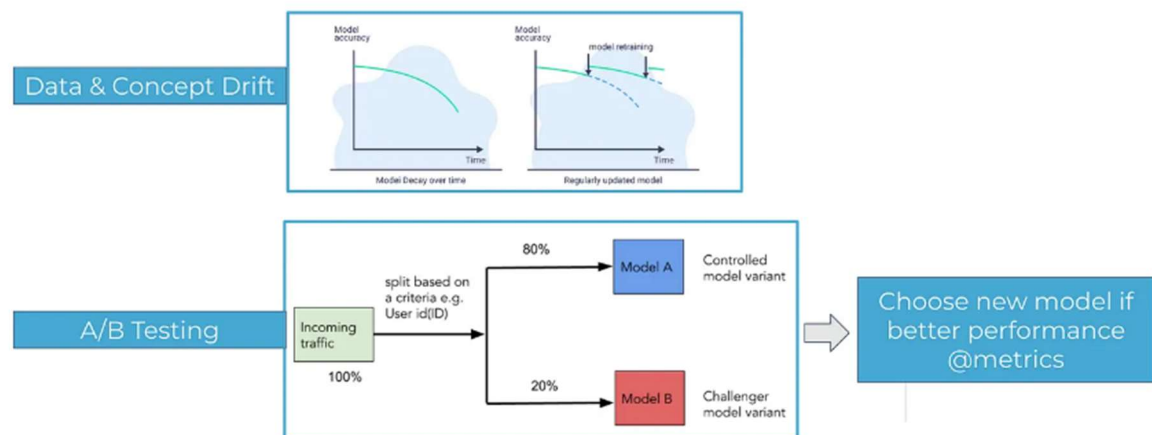 Data & Concept Drift
Model
accuracy
Time
Model Decay over time
Model
accuracy
model retraining
Time
Regularly updated model
A/B Testing
Incoming
traffic
100%
split based on
a criteria e.g.
User id(ID)
80%
Model A
Controlled
model variant
20%
Model B
Challenger
model variant
Choose new model if
better performance
@metrics